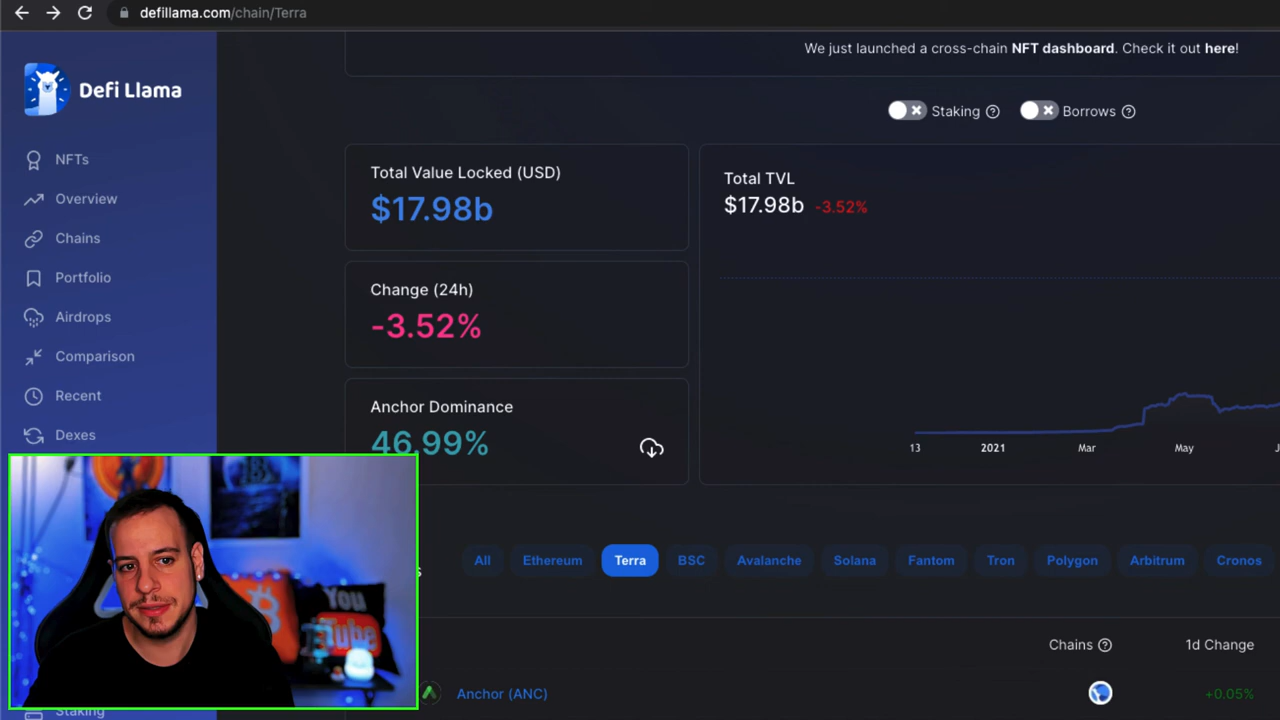 defillama.com/chain/Terra
We just launched a cross-chain NFT dashboard. Check it out here!
Defi Llama
Staking
Borrows
NFTs
Overview
Chains
Portfolio
Airdrops
Comparison
Recent
Dexes
Staking
Total Value Locked (USD)
$17.98b
Change (24h)
-3.52%
Anchor Dominance
46.99%
Total TVL
$17.98b -3.52%
13 2021 Mar May
All Ethereum Terra BSC Avalanche Solana Fantom Tron Polygon Arbitrum Cronos
Chains 1d Change
Anchor (ANC) +0.05%
You
Tube